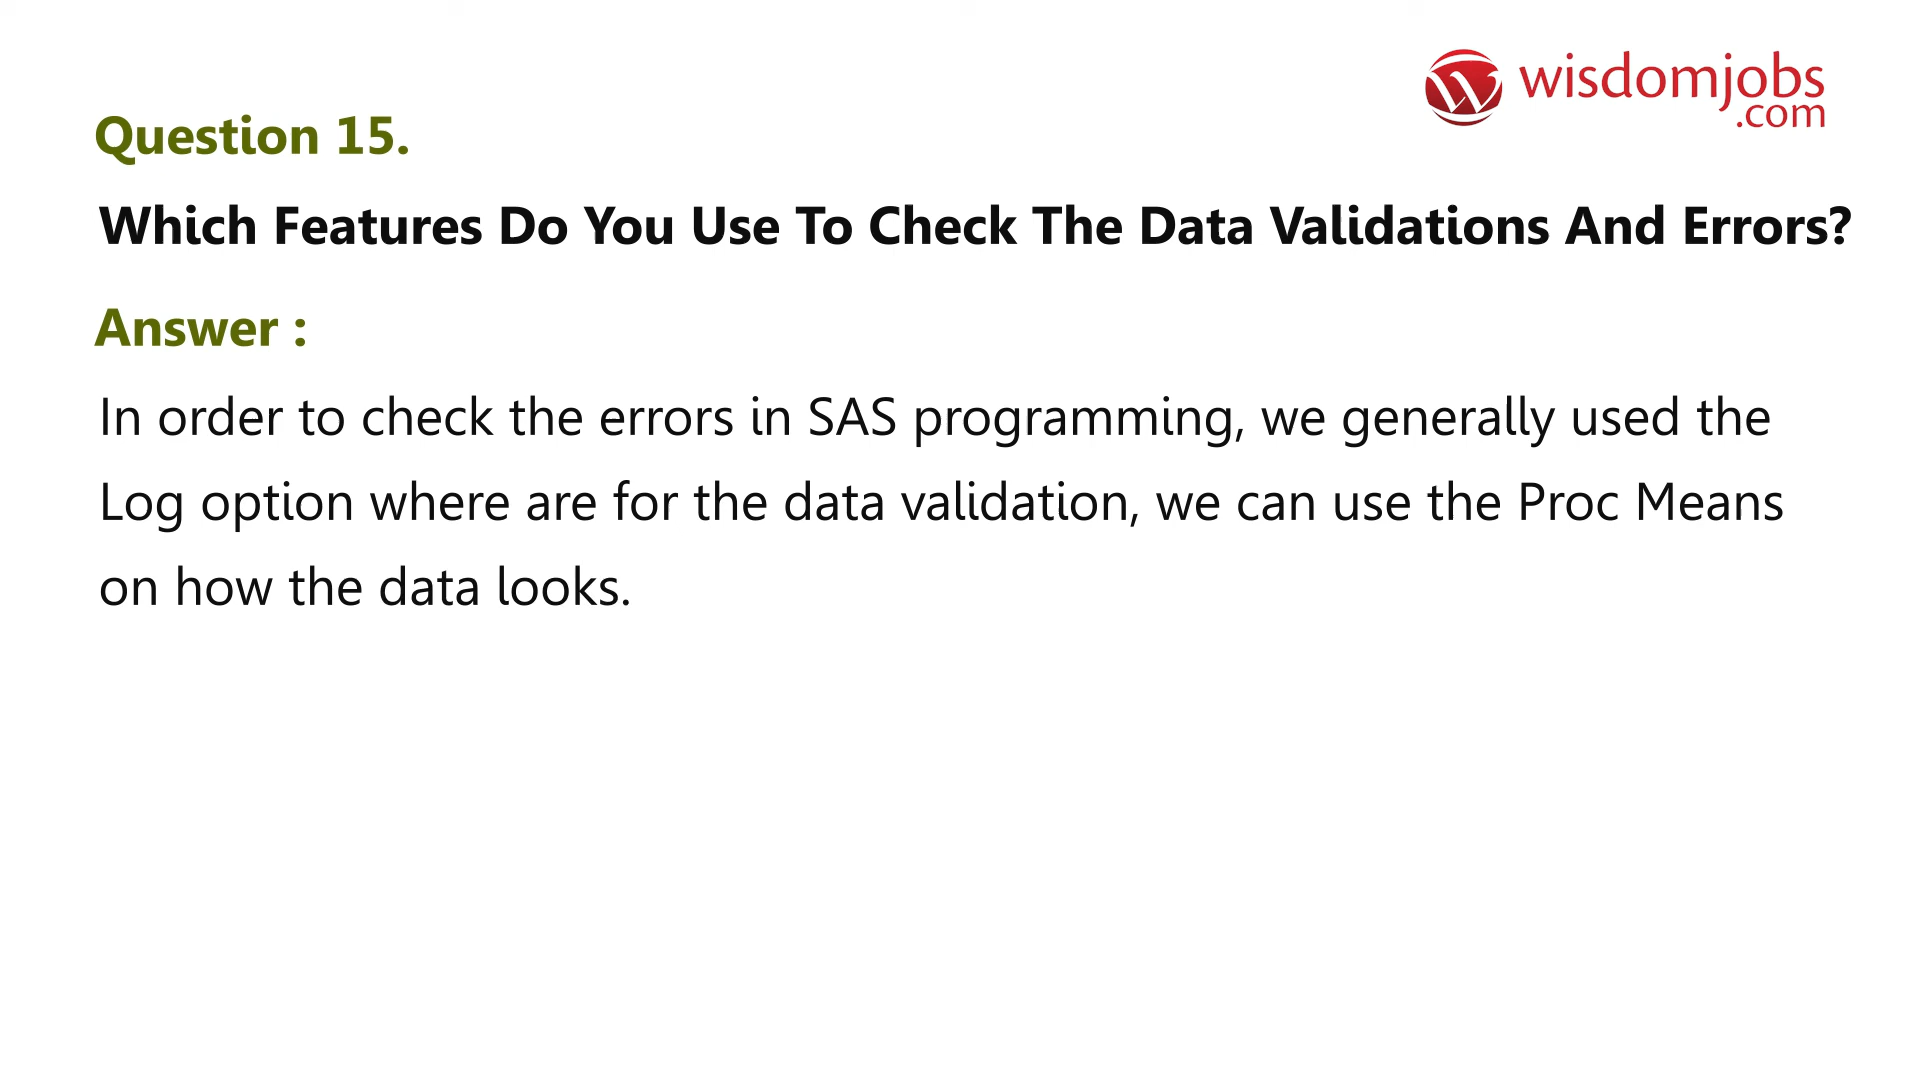 wisdomjobs
.com
Question 15.
Which Features Do You Use To Check The Data Validations And Errors?
Answer :
In order to check the errors in SAS programming, we generally used the
Log option where are for the data validation, we can use the Proc Means
on how the data looks.